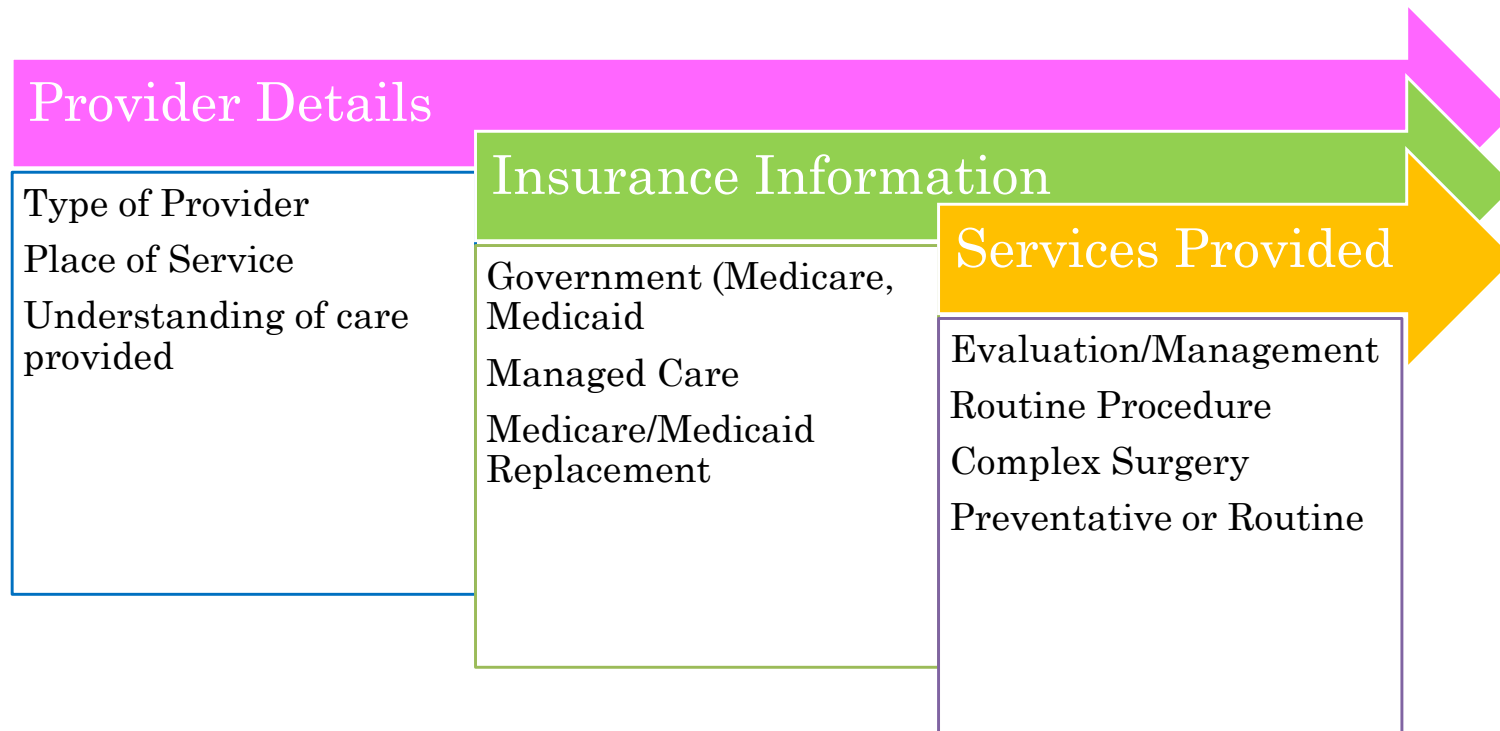 Provider Details
Type of Provider
Place of Service
Understanding of care
provided
Insurance Information
Government (Medicare,
Medicaid
Managed Care
Medicare/Medicaid
Replacement
Services Provided
Evaluation/Management
Routine Procedure
Complex Surgery
Preventative or Routine